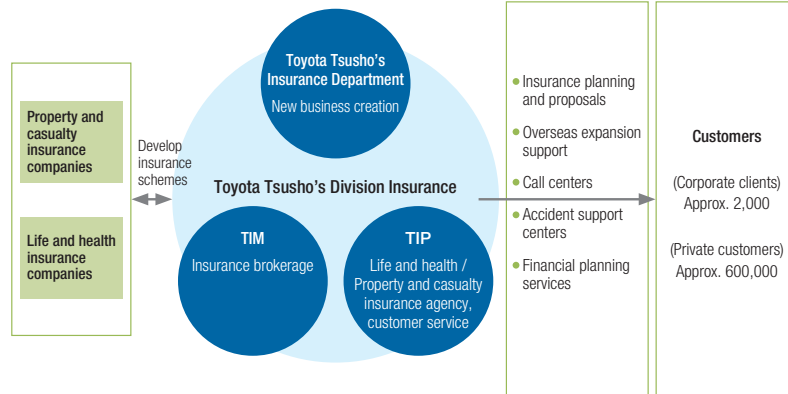 Property and
casualty
insurance
companies
Life and health
insurance
companies
Develop
insurance
schemes
Toyota Tsusho's
Insurance Department
New business creation
Toyota Tsusho's Division Insurance
TIM
Insurance brokerage
TIP
Life and health /
Property and casualty
insurance agency,
customer service
• Insurance planning
and proposals
• Overseas expansion
support
• Call centers
• Accident support
centers
• Financial planning
services
Customers
(Corporate clients)
Approx. 2,000
(Private customers)
Approx. 600,000